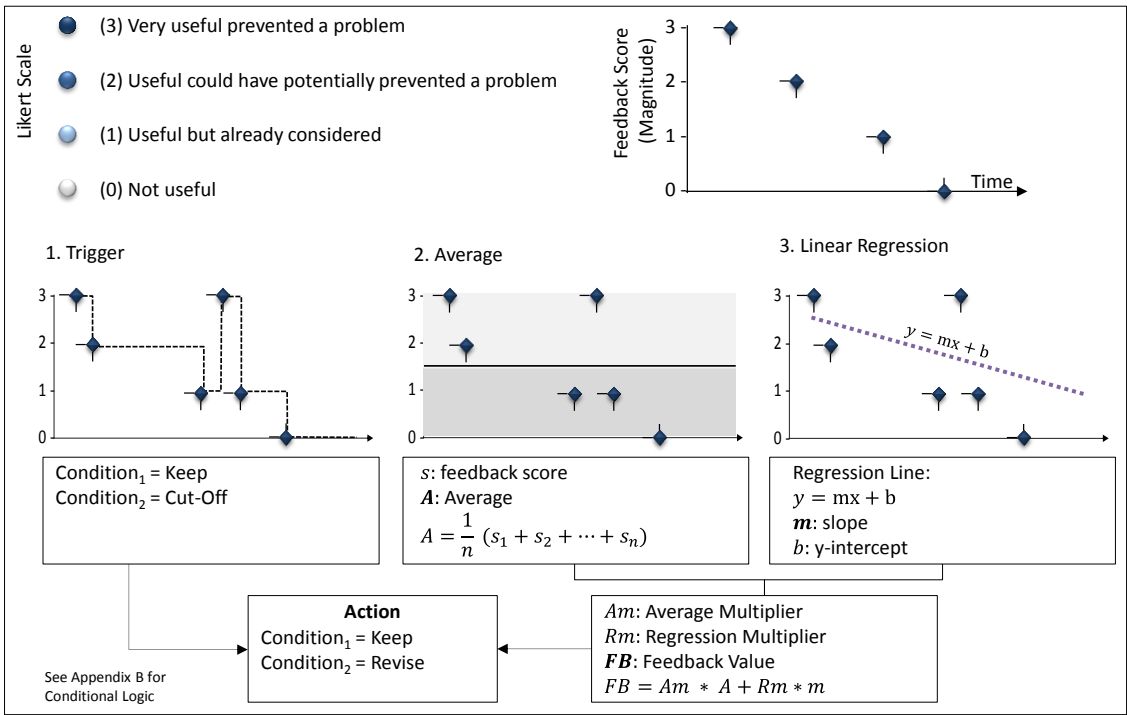 Likert Scale
(3) Very useful prevented a problem
(2) Useful could have potentially prevented a problem
(1) Useful but already considered
(0) Not useful
Feedback Score
(Magnitude)
3
2
1
0
Time
1. Trigger
3
2
1
0
2. Average
3
2
1
0
3. Linear Regression
3
2
1
0
y = mx + b
Condition₁ = Keep
Condition₂ = Cut-Off
s: feedback score
A: Average
A = 1/n (s₁ + s₂ + ⋯ + sₙ)
Regression Line:
y = mx + b
m: slope
b: y-intercept
Action
Condition₁ = Keep
Condition₂ = Revise
Am: Average Multiplier
Rm: Regression Multiplier
FB: Feedback Value
FB = Am * A + Rm * m
See Appendix B for
Conditional Logic